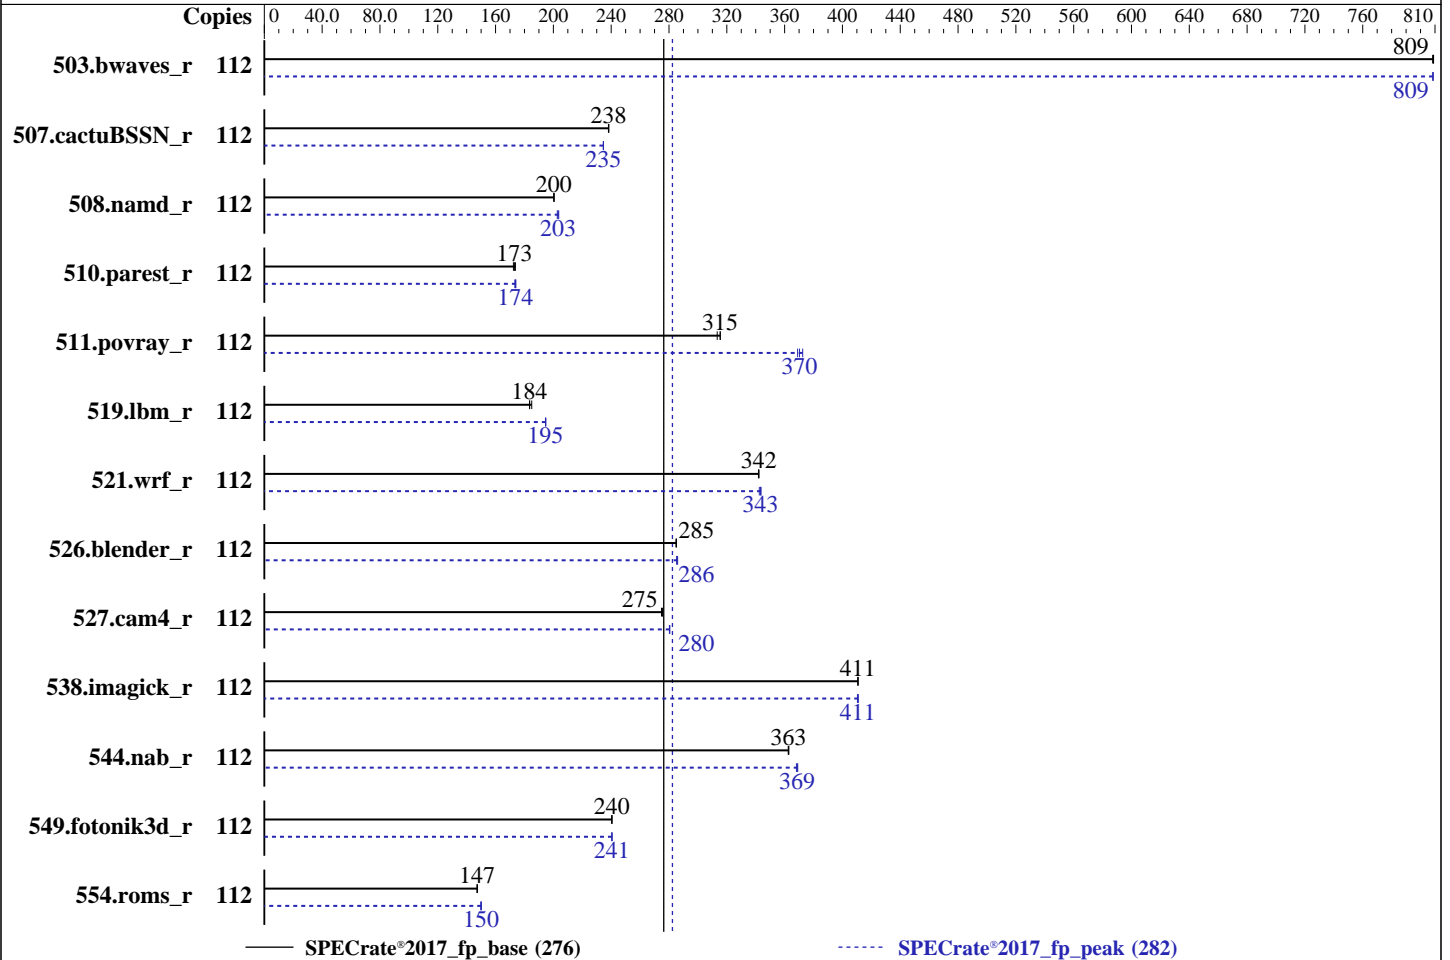 Copies 0 40.0 80.0 120 160 200 240 280 320 360 400 440 480 520 560 600 640 680 720 760 810
809
503.bwaves_r 112
809
238
507.cactuBSSN_r 112
235
200
508.namd_r 112
203
173
510.parest_r 112
174
315
511.povray_r 112
370
184
519.lbm_r 112
195
342
521.wrf_r 112
343
285
526.blender_r 112
286
275
527.cam4_r 112
280
411
538.imagick_r 112
411
363
544.nab_r 112
369
240
549.fotonik3d_r 112
241
147
554.roms_r 112
150
SPECrate®2017_fp_base (276) SPECrate®2017_fp_peak (282)